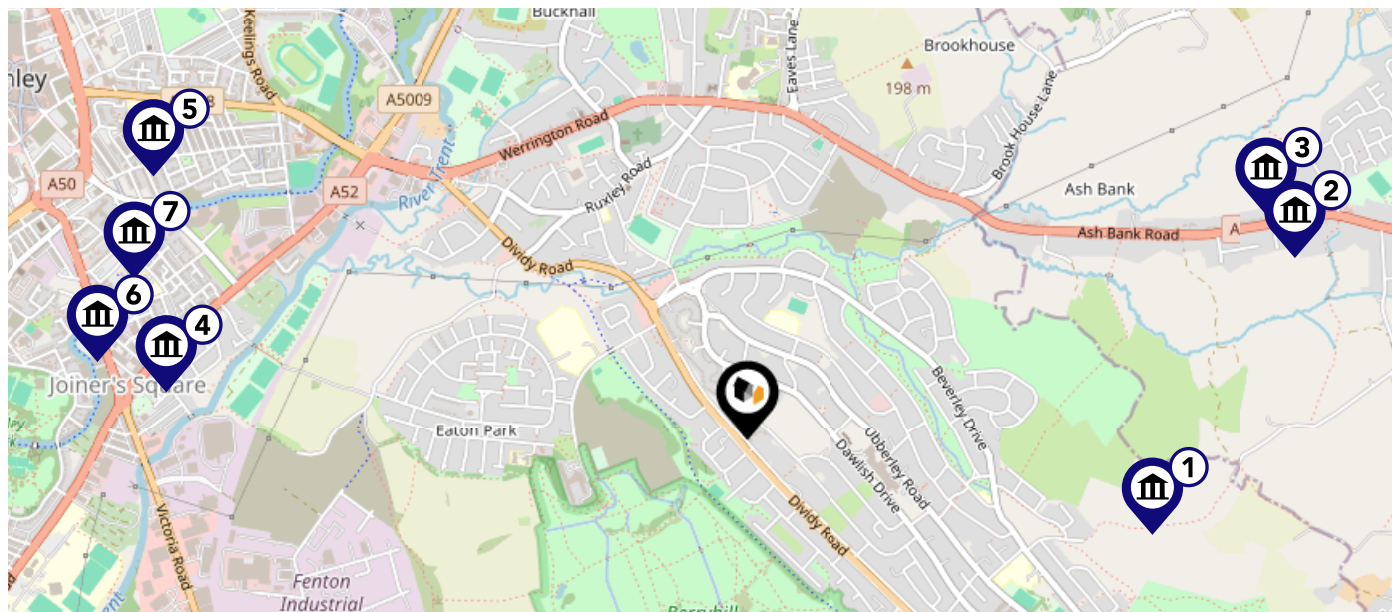 Bucknall
Keelings Road
Eaves Lane
Brookhouse
nley
A5009
198 m
5
Werrington Road
Brook House Lane
3
A50
A52
River Trent
Ruxley Road
Ash Bank
2
7
Dividy Road
Ash Bank Road
A
6
4
Joiner's Square
Beverley Drive
Eaton Park
Ubberley Road
Dawlish Drive
1
Victoria Road
Dividy Road
Fenton
Industrial
Berryhill